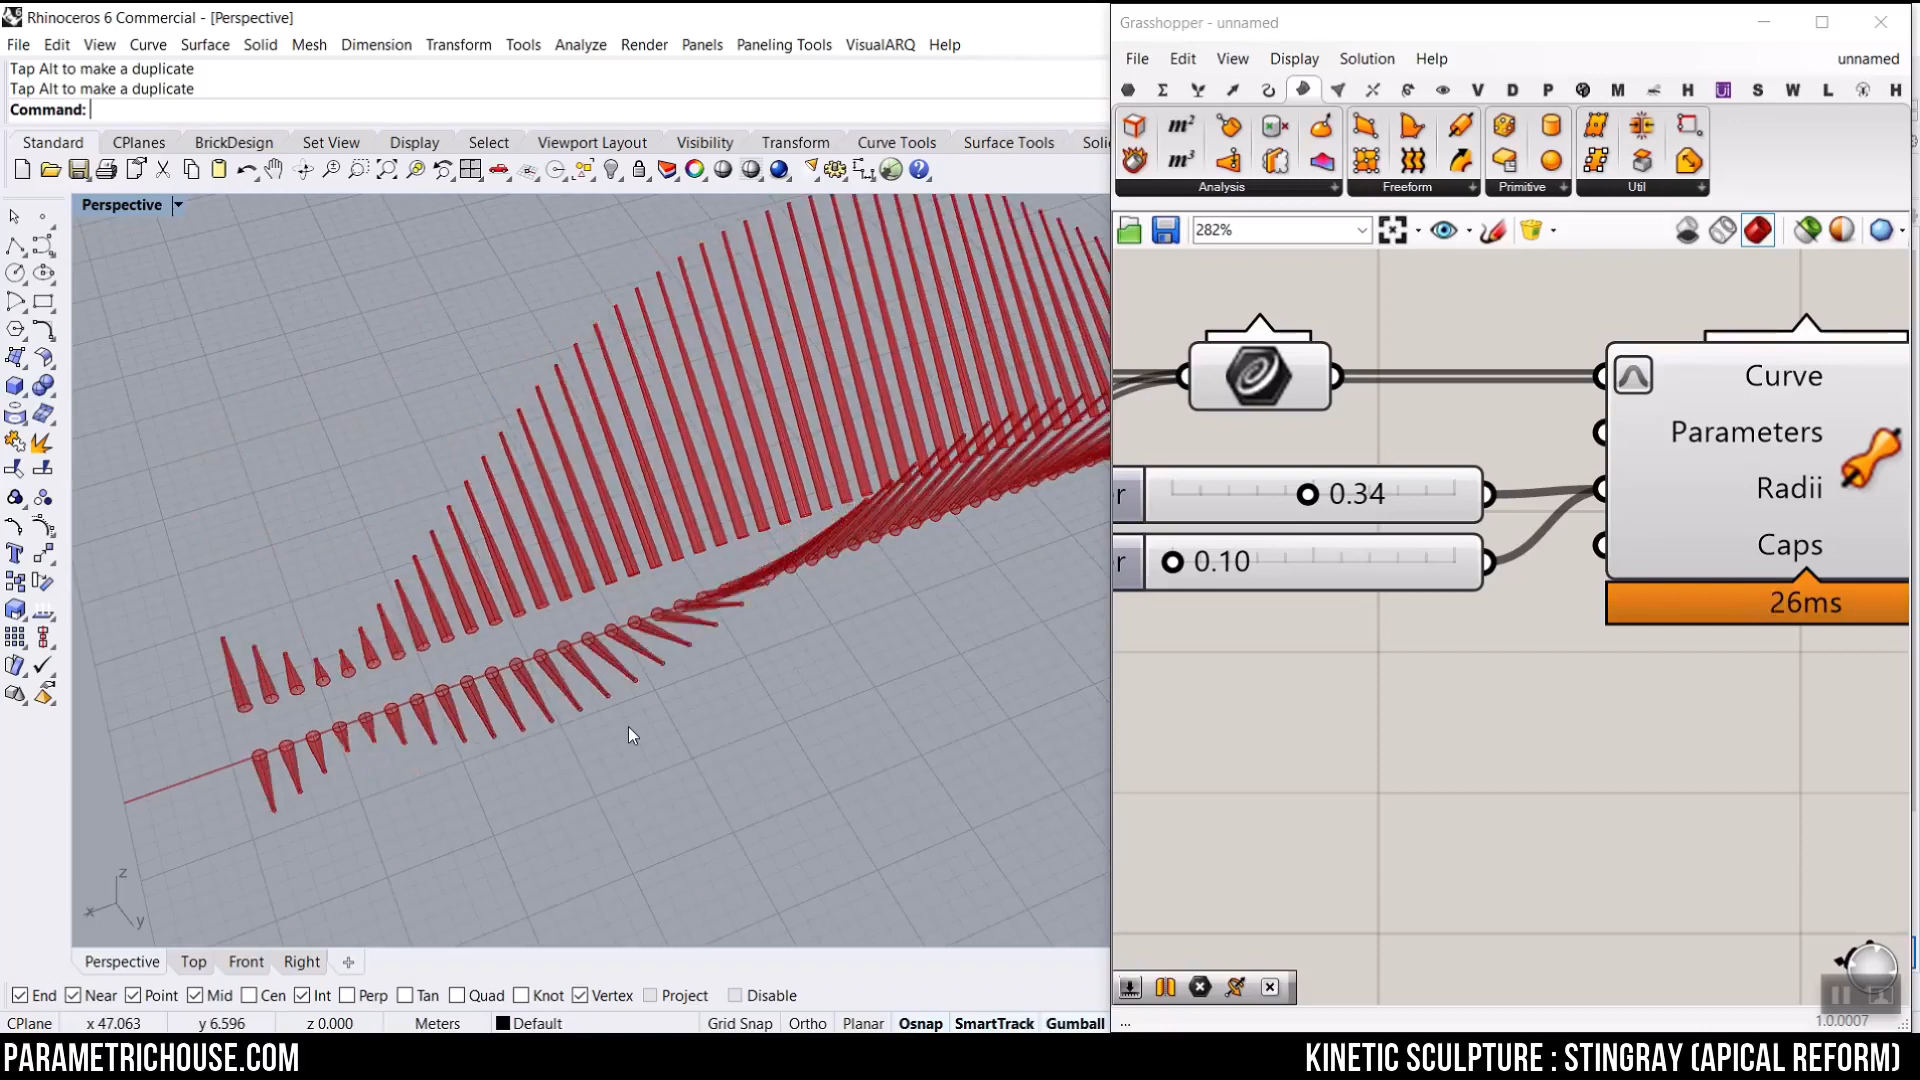 Rhinoceros 6 Commercial - [Perspective]
File Edit View Curve Surface Solid Mesh Dimension Transform Tools Analyze Render Panels Paneling Tools VisualARQ Help
Tap Alt to make a duplicate
Tap Alt to make a duplicate
Command:
Standard CPlanes BrickDesign Set View Display Select Viewport Layout Visibility Transform Curve Tools Surface Tools Soli
Perspective
z
x
y
Perspective Top Front Right
End Near Point Mid Cen Int Perp Tan Quad Knot Vertex Project Disable
CPlane x 47.063 y 6.596 z 0.000 Meters Default Grid Snap Ortho Planar Osnap SmartTrack Gumball
Grasshopper - unnamed
File Edit View Display Solution Help unnamed
V D P M H S W L H
m²
m³
Analysis Freeform Primitive Util
282%
Curve
Parameters
r 0.34 Radii
r 0.10 Caps
26ms
...
1.0.0007
PARAMETRICHOUSE.COM
KINETIC SCULPTURE : STINGRAY (APICAL REFORM)